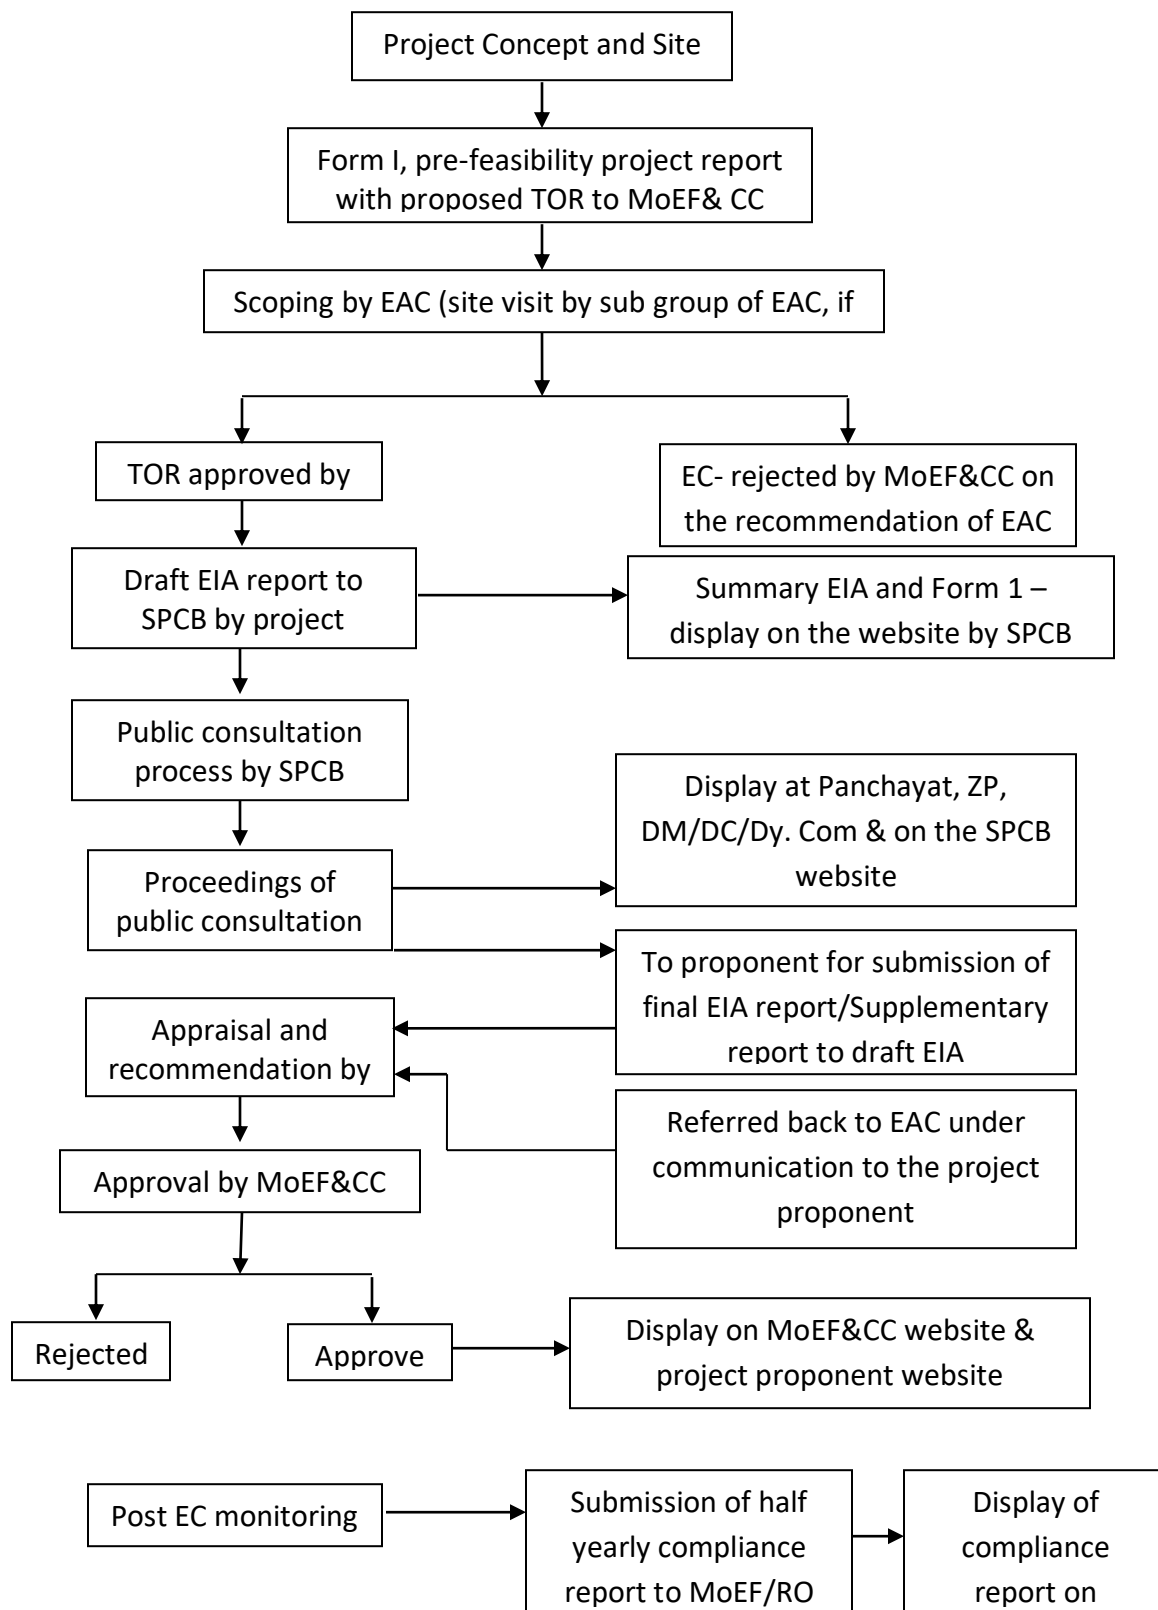 Project Concept and Site
Form I, pre-feasibility project report
with proposed TOR to MoEF& CC
Scoping by EAC (site visit by sub group of EAC, if
TOR approved by
EC- rejected by MoEF&CC on
the recommendation of EAC
Draft EIA report to
SPCB by project
Summary EIA and Form 1 –
display on the website by SPCB
Public consultation
process by SPCB
Display at Panchayat, ZP,
DM/DC/Dy. Com & on the SPCB
website
Proceedings of
public consultation
To proponent for submission of
final EIA report/Supplementary
report to draft EIA
Appraisal and
recommendation by
Referred back to EAC under
communication to the project
proponent
Approval by MoEF&CC
Rejected
Approve
Display on MoEF&CC website &
project proponent website
Post EC monitoring
Submission of half
yearly compliance
report to MoEF/RO
Display of
compliance
report on